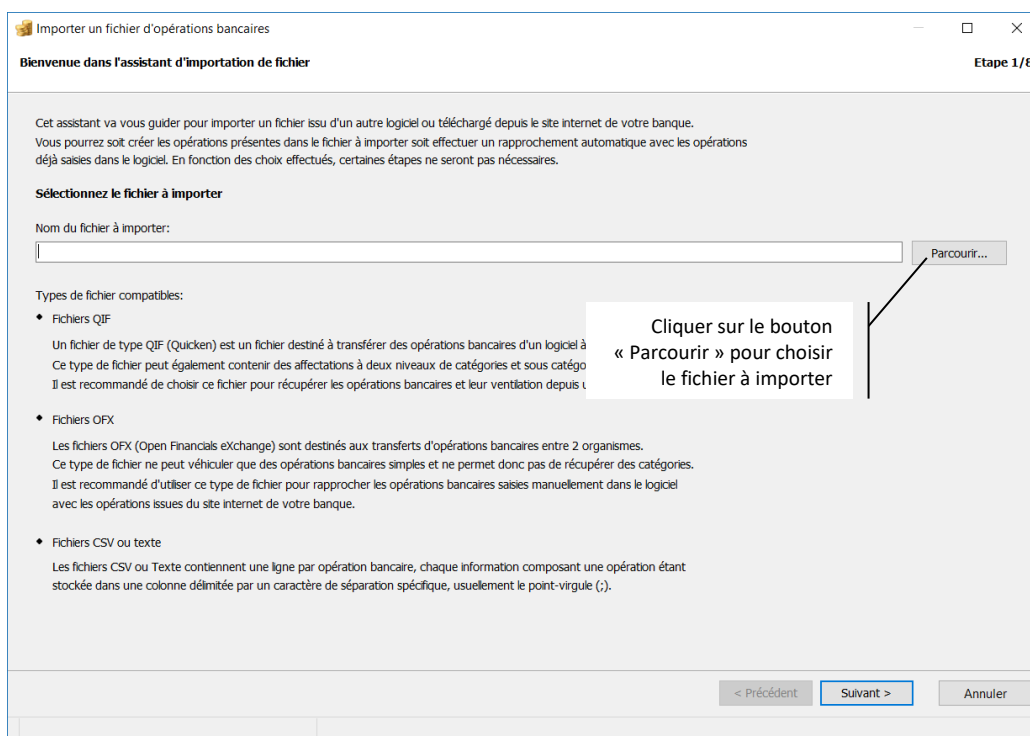 Importer un fichier d'opérations bancaires
Bienvenue dans l'assistant d'importation de fichier
Etape 1/8
Cet assistant va vous guider pour importer un fichier issu d'un autre logiciel ou téléchargé depuis le site internet de votre banque.
Vous pourrez soit créer les opérations présentes dans le fichier à importer soit effectuer un rapprochement automatique avec les opérations
déjà saisies dans le logiciel. En fonction des choix effectués, certaines étapes ne seront pas nécessaires.
Sélectionnez le fichier à importer
Nom du fichier à importer:
Parcourir...
Types de fichier compatibles:
Fichiers QIF
Un fichier de type QIF (Quicken) est un fichier destiné à transférer des opérations bancaires d'un logiciel à
Ce type de fichier peut également contenir des affectations à deux niveaux de catégories et sous catégo
Il est recommandé de choisir ce fichier pour récupérer les opérations bancaires et leur ventilation depuis
Cliquer sur le bouton
« Parcourir » pour choisir
le fichier à importer
Fichiers OFX
Les fichiers OFX (Open Financials eXchange) sont destinés aux transferts d'opérations bancaires entre 2 organismes.
Ce type de fichier ne peut véhiculer que des opérations bancaires simples et ne permet donc pas de récupérer des catégories.
Il est recommandé d'utiliser ce type de fichier pour rapprocher les opérations bancaires saisies manuellement dans le logiciel
avec les opérations issues du site internet de votre banque.
Fichiers CSV ou texte
Les fichiers CSV ou Texte contiennent une ligne par opération bancaire, chaque information composant une opération étant
stockée dans une colonne délimitée par un caractère de séparation spécifique, usuellement le point-virgule (;).
< Précédent
Suivant >
Annuler